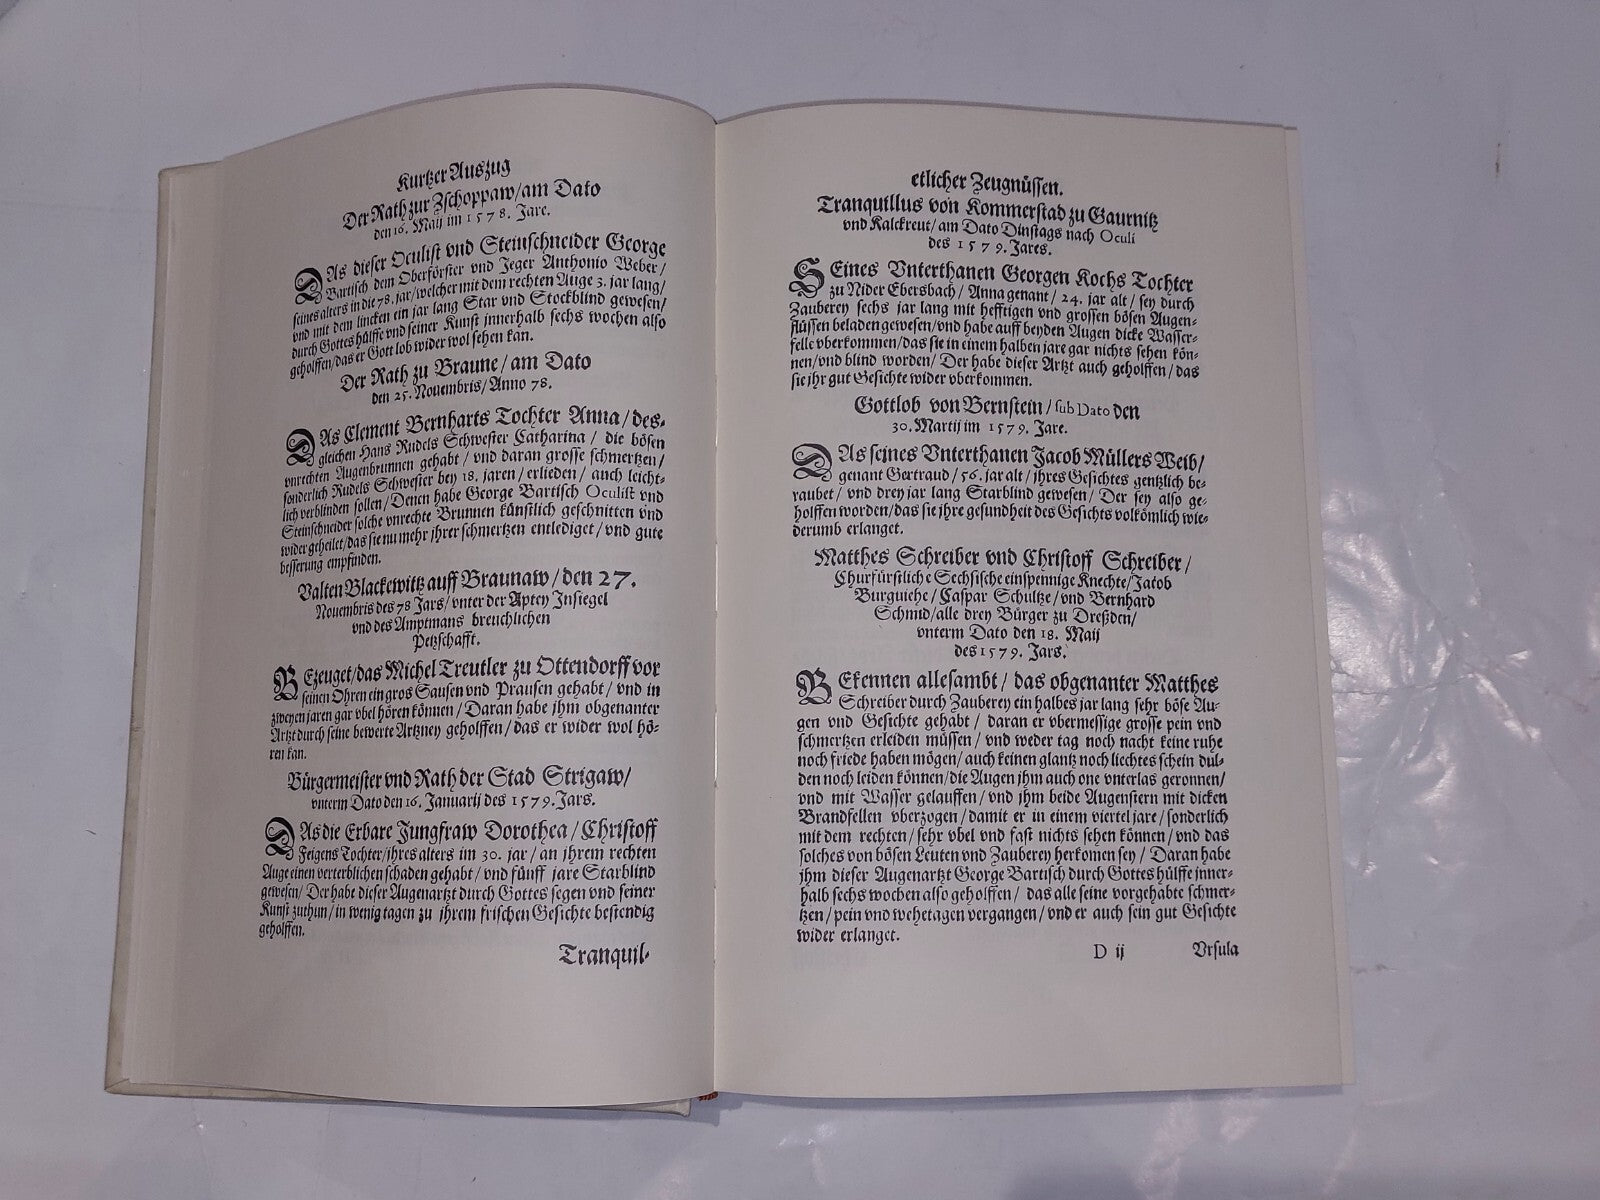 Kurtzer Auszug
Der Rath zur Zschoppaw/am Dato
den 16. Maij im 1578. Jare.
DAs dieser Oculist vnd Steinschneider George
Bartisch dem Oberförster vnd Jeger Anthonio Weber/
seines alters in die 78. jar/welcher mit dem rechten Auge 3. jar lang/
vnd mit dem lincken ein jar lang Star vnd Stockblind gewesen/
durch Gottes hülffe vnd seiner Kunst innerhalb sechs wochen also
geholffen/das er Gott lob wider wol sehen kan.
Der Rath zu Braune/am Dato
den 25. Nouembris/Anno 78.
DAs Clement Bernharts Tochter Anna/des-
gleichen Hans Rudels Schwester Catharina/ die bösen
vnrechten Augenbrunnen gehabt/ vnd daran grosse schmertzen/
sonderlich Rudels Schwester bey 18. jaren/erlieden/ auch leicht-
lich verblinden sollen/Denen habe George Bartisch Oculist vnd
Steinschneider solche vnrechte Brunnen künstlich geschnitten vnd
wider geheilet/das sie nu mehr jhrer schmertzen entlediget/vnd gute
besserung empfinden.
Valten Blackewitz auff Braunaw/den 27.
Nouembris des 78 Jars/vnter der Aptey Insiegel
vnd des Amptmans breuchlichen
Petzschafft.
BEzeuget/das Michel Treutler zu Ottendorff vor
seinen Ohren ein gros Sausen vnd Prausen gehabt/vnd in
zweyen jaren gar vbel hören können/Daran habe jhm obgenanter
Artzt durch seine bewerte Artzney geholffen/das er wider wol hö-
ren kan.
Bürgermeister vnd Rath der Stad Strigaw/
vnterm Dato den 16. Januarij des 1579. Jars.
DAs die Erbare Jungfraw Dorothea/Christoff
Feigens Tochter/jhres alters im 30. jar/an jhrem rechten
Auge einen verterblichen schaden gehabt/vnd fünff jare Starblind
gewesen/Der habt dieser Augenartzt durch Gottes segen vnd seiner
Kunst zuthun/in wenig tagen zu jhrem frischen Gesichte bestendig
geholffen.
Tranquil-
etlicher Zeugnüssen.
Tranquillus von Kommerstad zu Gaurnitz
vnd Kalckreut/am Dato Dinstags nach Oculi
des 1579. Jares.
SEines Vnterthanen Georgen Kochs Tochter
zu Nider Ebersbach/Anna genant/24. jar alt/sey durch
Zauberey sechs jar lang mit hefftigen vnd grossen bösen Augen-
flüssen beladen gewesen/vnd habe auff beyden Augen dicke Wasser-
felle vberkommen/das sie in einem halben jare gar nichts sehen kön-
nen/vnd blind worden/Der habe dieser Artzt auch geholffen/das
sie jhr gut Gesichte wider vberkommen.
Gottlob von Bernstein/sub Dato den
30. Martij im 1579. Jare.
DAs seines Vnterthanen Jacob Müllers Weib/
genant Gertraud/56. jar alt/jhres Gesichtes gentzlich be-
raubet/vnd drey jar lang Starblind gewesen/Der sey also ge-
holffen worden/das sie jhre gesundheit des Gesichts volkömlich wie-
derumb erlanget.
Matthes Schreiber vnd Christoff Schreiber/
Churfürstliche Sechsische einspennige Knechte/Jacob
Burguiche/Caspar Schultze/vnd Bernhard
Schmid/alle drey Bürger zu Dreßden/
vnterm Dato den 18. Maij
des 1579. Jars.
BEkennen allesambt/das obgenanter Matthes
Schreiber durch Zauberey ein halbes jar lang sehr böse Au-
gen vnd Gesichte gehabt/daran er vbermessige grosse pein vnd
schmertzen erleiden müssen/vnd weder tag noch nacht keine ruhe
noch friede haben mögen/auch keinen glantz noch liechtes schein dül-
den noch leiden können/die Augen jhm auch one vnterlas geronnen/
vnd mit Wasser gelauffen/vnd jhm beide Augenstern mit dicken
Brandfellen vberzogen/damit er in einem viertel jare/sonderlich
mit dem rechten/sehr vbel vnd fast nichts sehen können/vnd das
solches von bösen Leuten vnd Zauberey herkomen sey/Daran habe
jhm dieser Augenartzt George Bartisch durch Gottes hülffe inner-
halb sechs wochen also geholffen/das alle seine vorgehabte schmer-
tzen/pein vnd wehetagen vergangen/vnd er auch sein gut Gesichte
wider erlanget.
D ij Vrsula